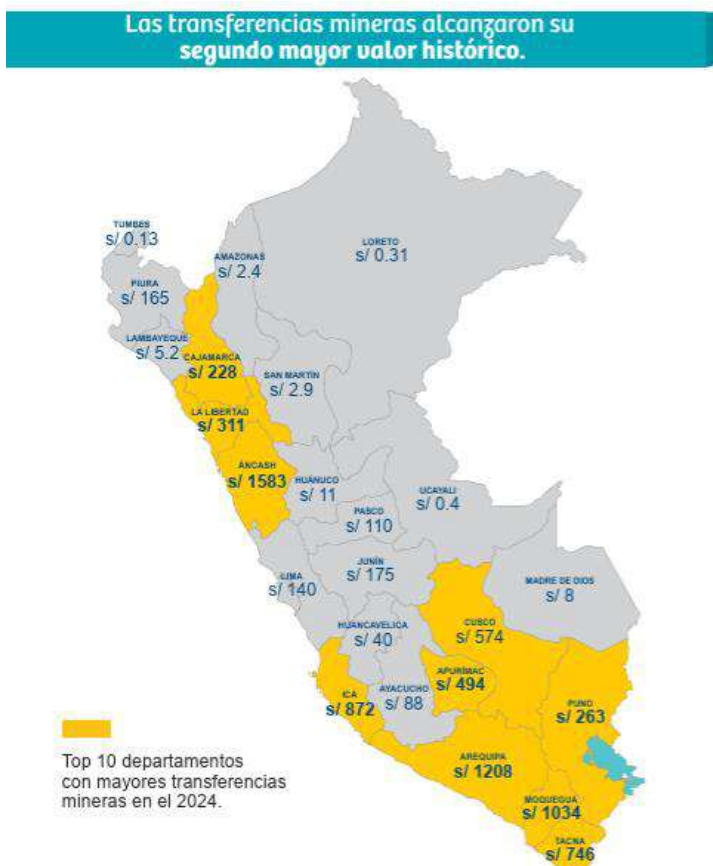 Las transferencias mineras alcanzaron su
segundo mayor valor histórico.
TUMBES
s/ 0.13
LORETO
s/ 0.31
AMAZONAS
s/ 2.4
PIURA
s/ 165
LAMBAYEQUE
s/ 5.2
CAJAMARCA
s/ 228
SAN MARTÍN
s/ 2.9
LA LIBERTAD
s/ 311
ÁNCASH
s/ 1583
HUÁNUCO
s/ 11
UCAYALI
s/ 0.4
PASCO
s/ 110
JUNÍN
s/ 175
LIMA
s/ 140
MADRE DE DIOS
s/ 8
HUANCAVELICA
s/ 40
CUSCO
s/ 574
APURÍMAC
s/ 494
ICA
s/ 872
AYACUCHO
s/ 88
PUNO
s/ 263
AREQUIPA
s/ 1208
MOQUEGUA
s/ 1034
TACNA
s/ 746
Top 10 departamentos
con mayores transferencias
mineras en el 2024.